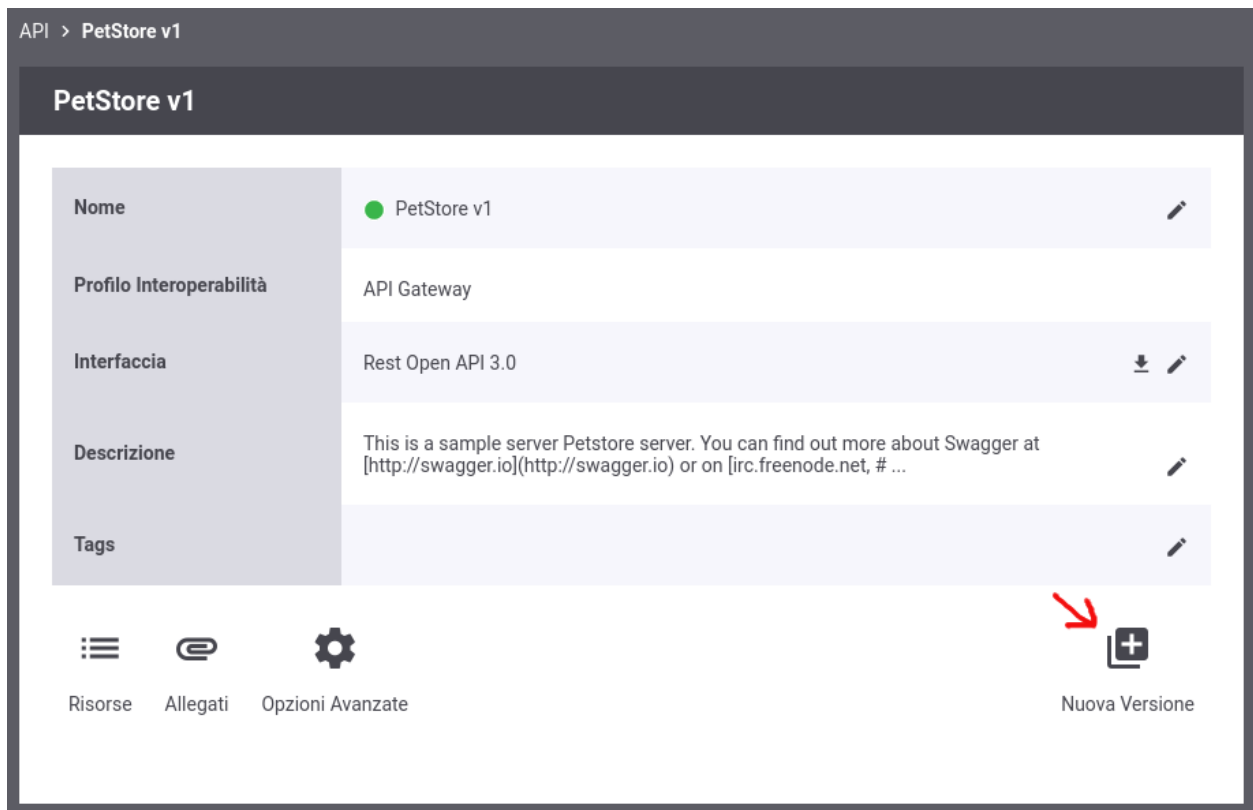 API > PetStore v1
PetStore v1
Nome
PetStore v1
Profilo Interoperabilità
API Gateway
Interfaccia
Rest Open API 3.0
Descrizione
This is a sample server Petstore server. You can find out more about Swagger at
[http://swagger.io](http://swagger.io) or on [irc.freenode.net, # ...
Tags
Risorse
Allegati
Opzioni Avanzate
Nuova Versione